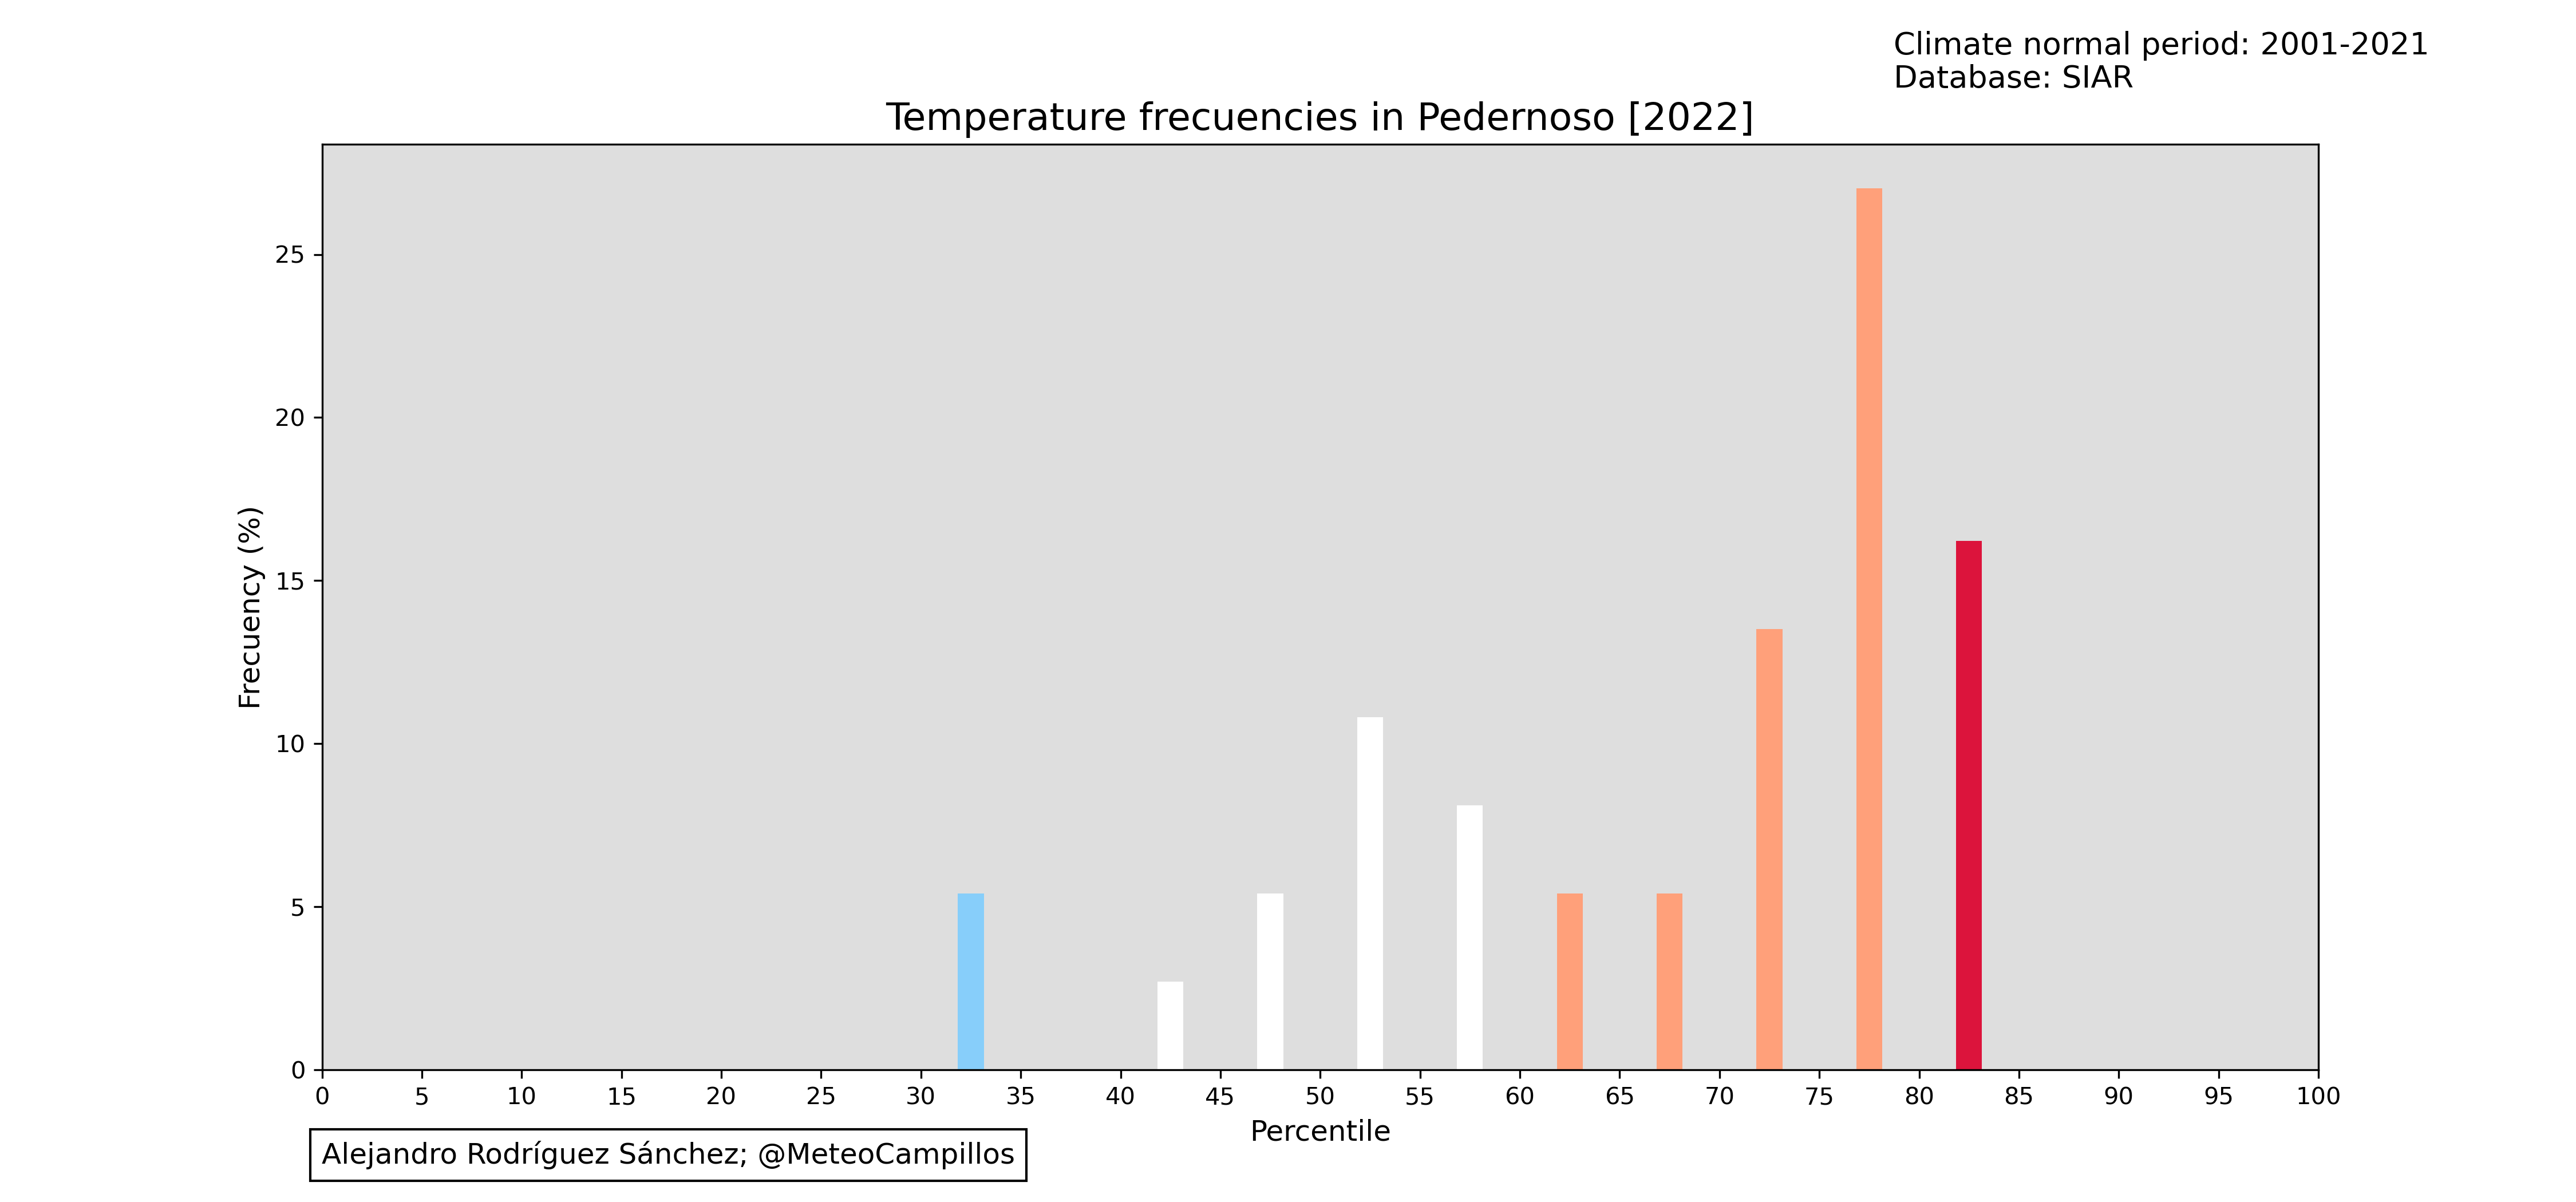 Climate normal period: 2001-2021
Database: SIAR
Temperature frecuencies in Pedernoso [2022]
Frecuency (%)
25
20
15
10
5
0
0 5 10 15 20 25 30 35 40 45 50 55 60 65 70 75 80 85 90 95 100
Percentile
Alejandro Rodríguez Sánchez; @MeteoCampillos